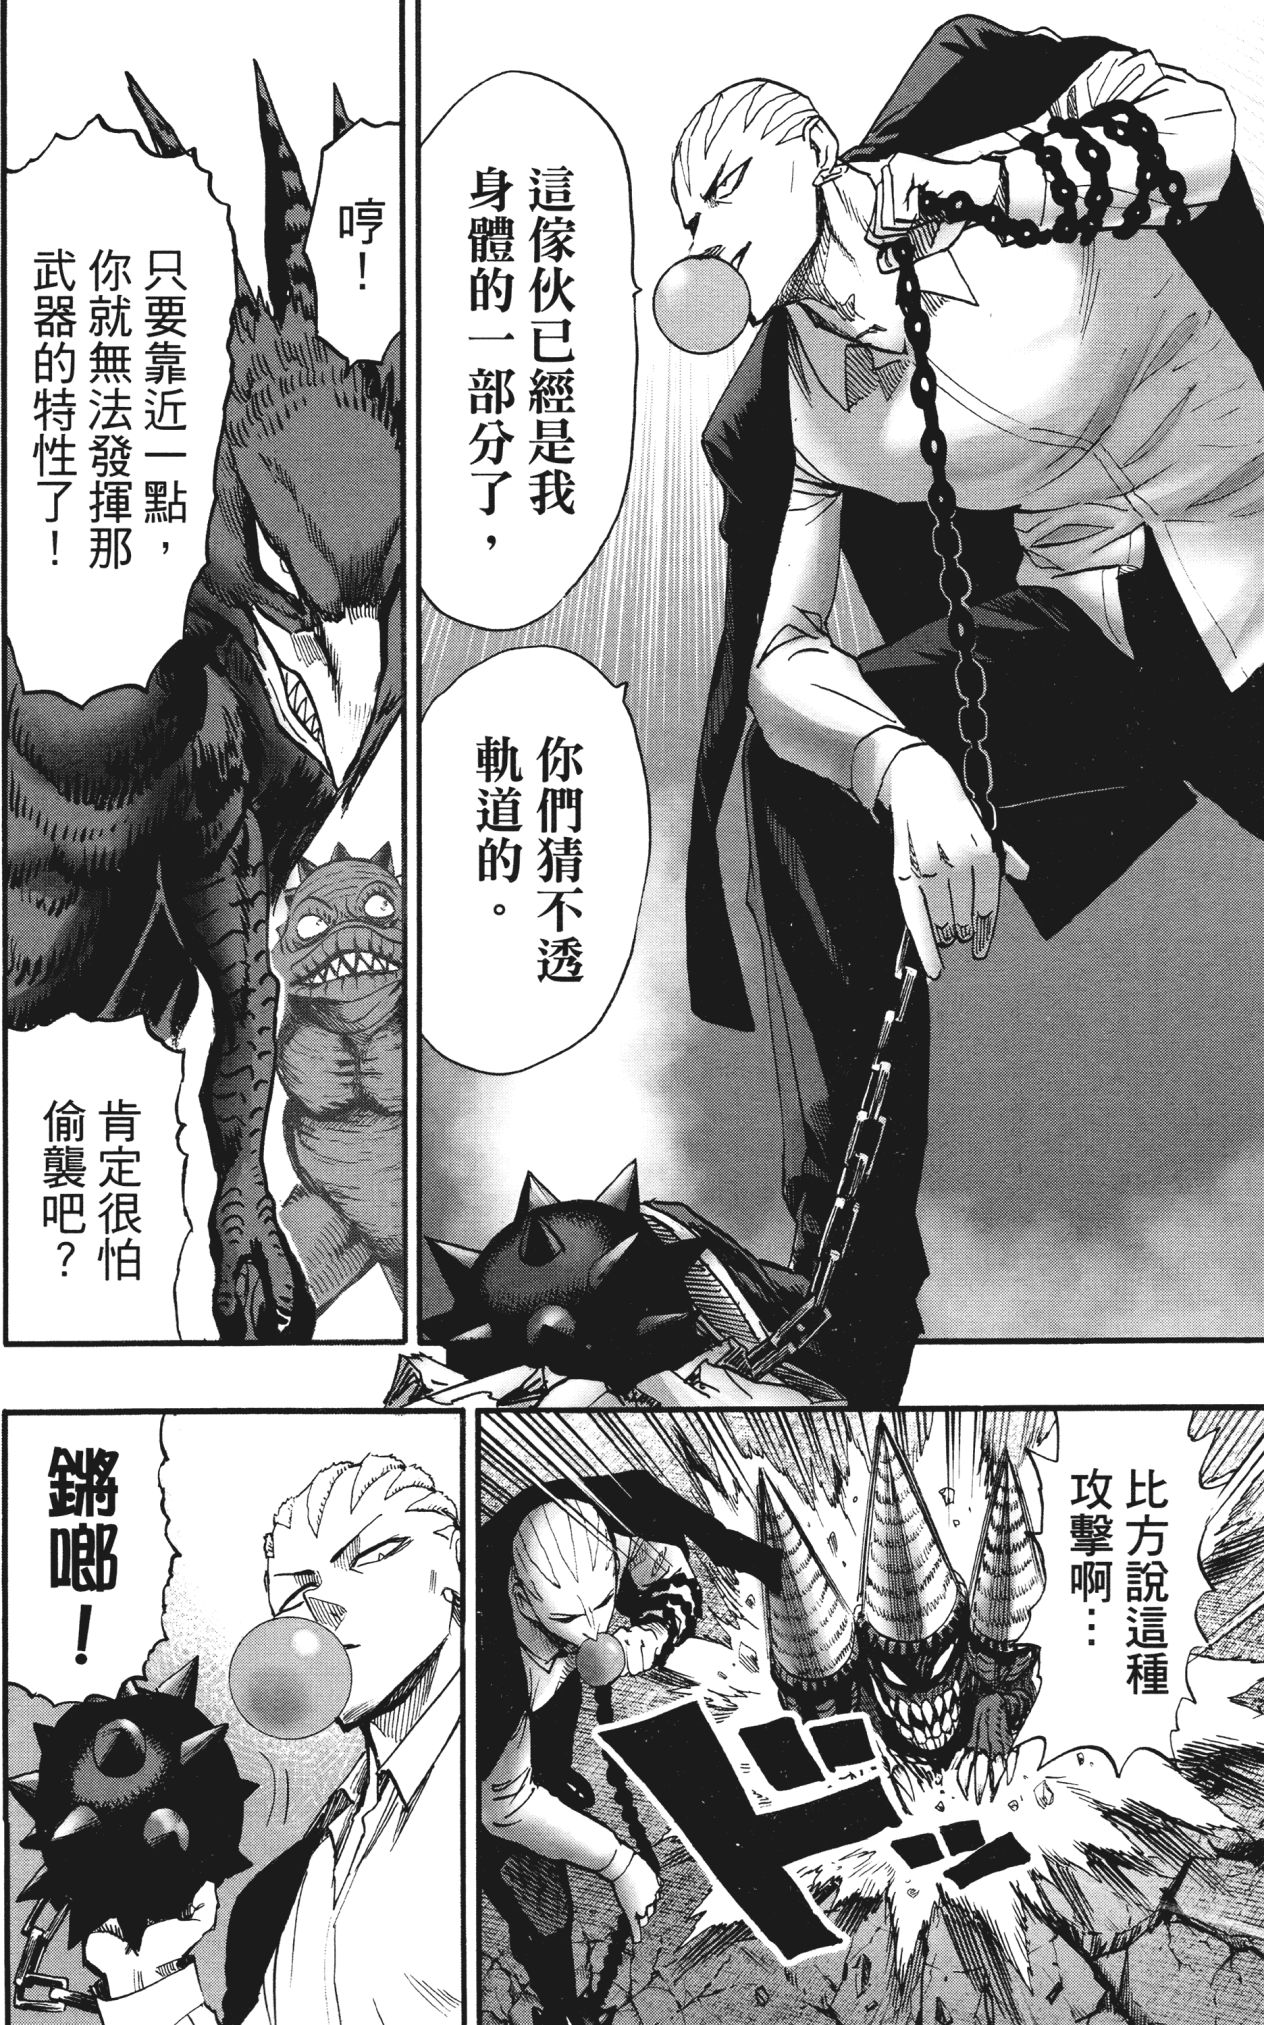 這傢伙已經是我
身體的一部分了，
你們猜不透
軌道的。
哼！
只要靠近一點，
你就無法發揮那
武器的特性了！
肯定很怕
偷襲吧？
比方說這種
攻擊啊…
ド
鏘啷！